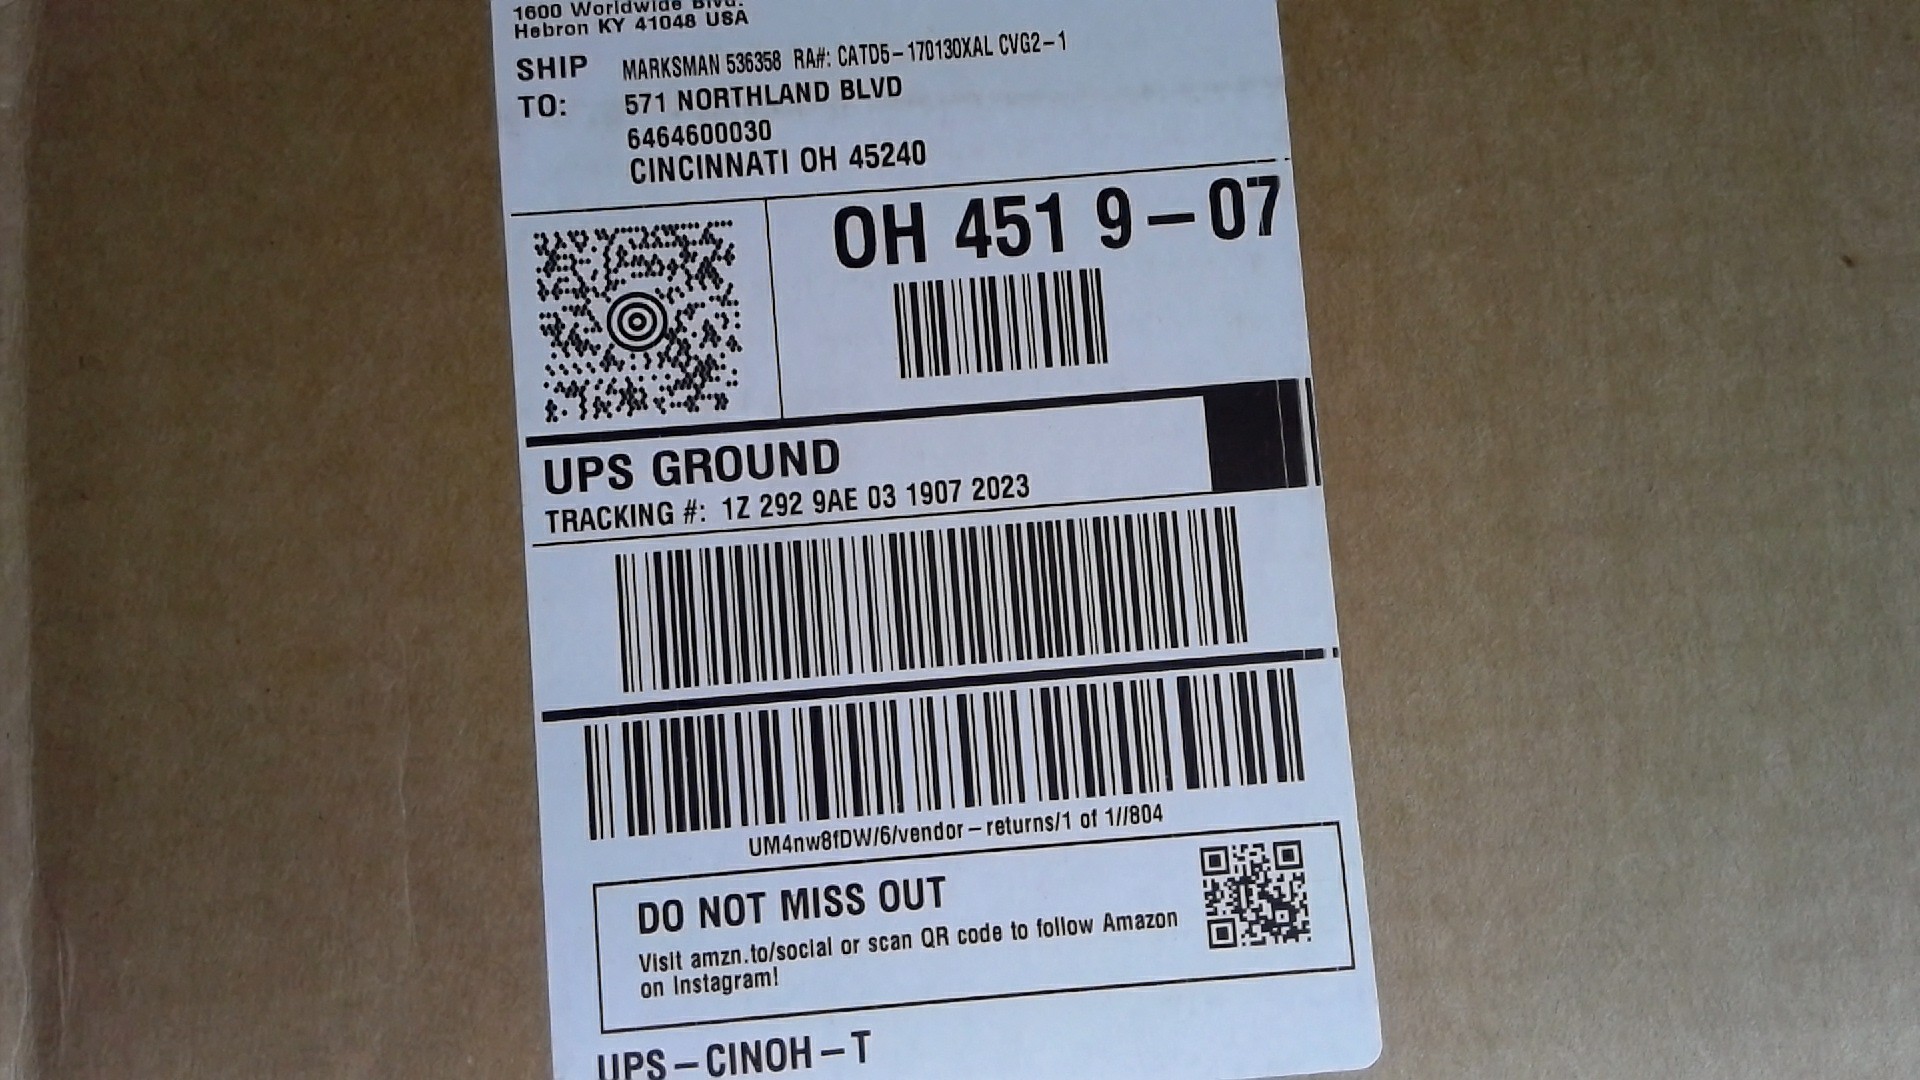 1600 Worldwide Blvd.
Hebron KY 41048 USA
SHIP TO:
MARKSMAN 536358 RA#: CATD5-170130XAL CVG2-1
571 NORTHLAND BLVD
6464600030
CINCINNATI OH 45240
OH 451 9-07
UPS GROUND
TRACKING #: 1Z 292 9AE 03 1907 2023
UM4nw8fDW/6/vendor-returns/1 of 1//804
DO NOT MISS OUT
Visit amzn.to/social or scan QR code to follow Amazon
on Instagram!
UPS-CINOH-T